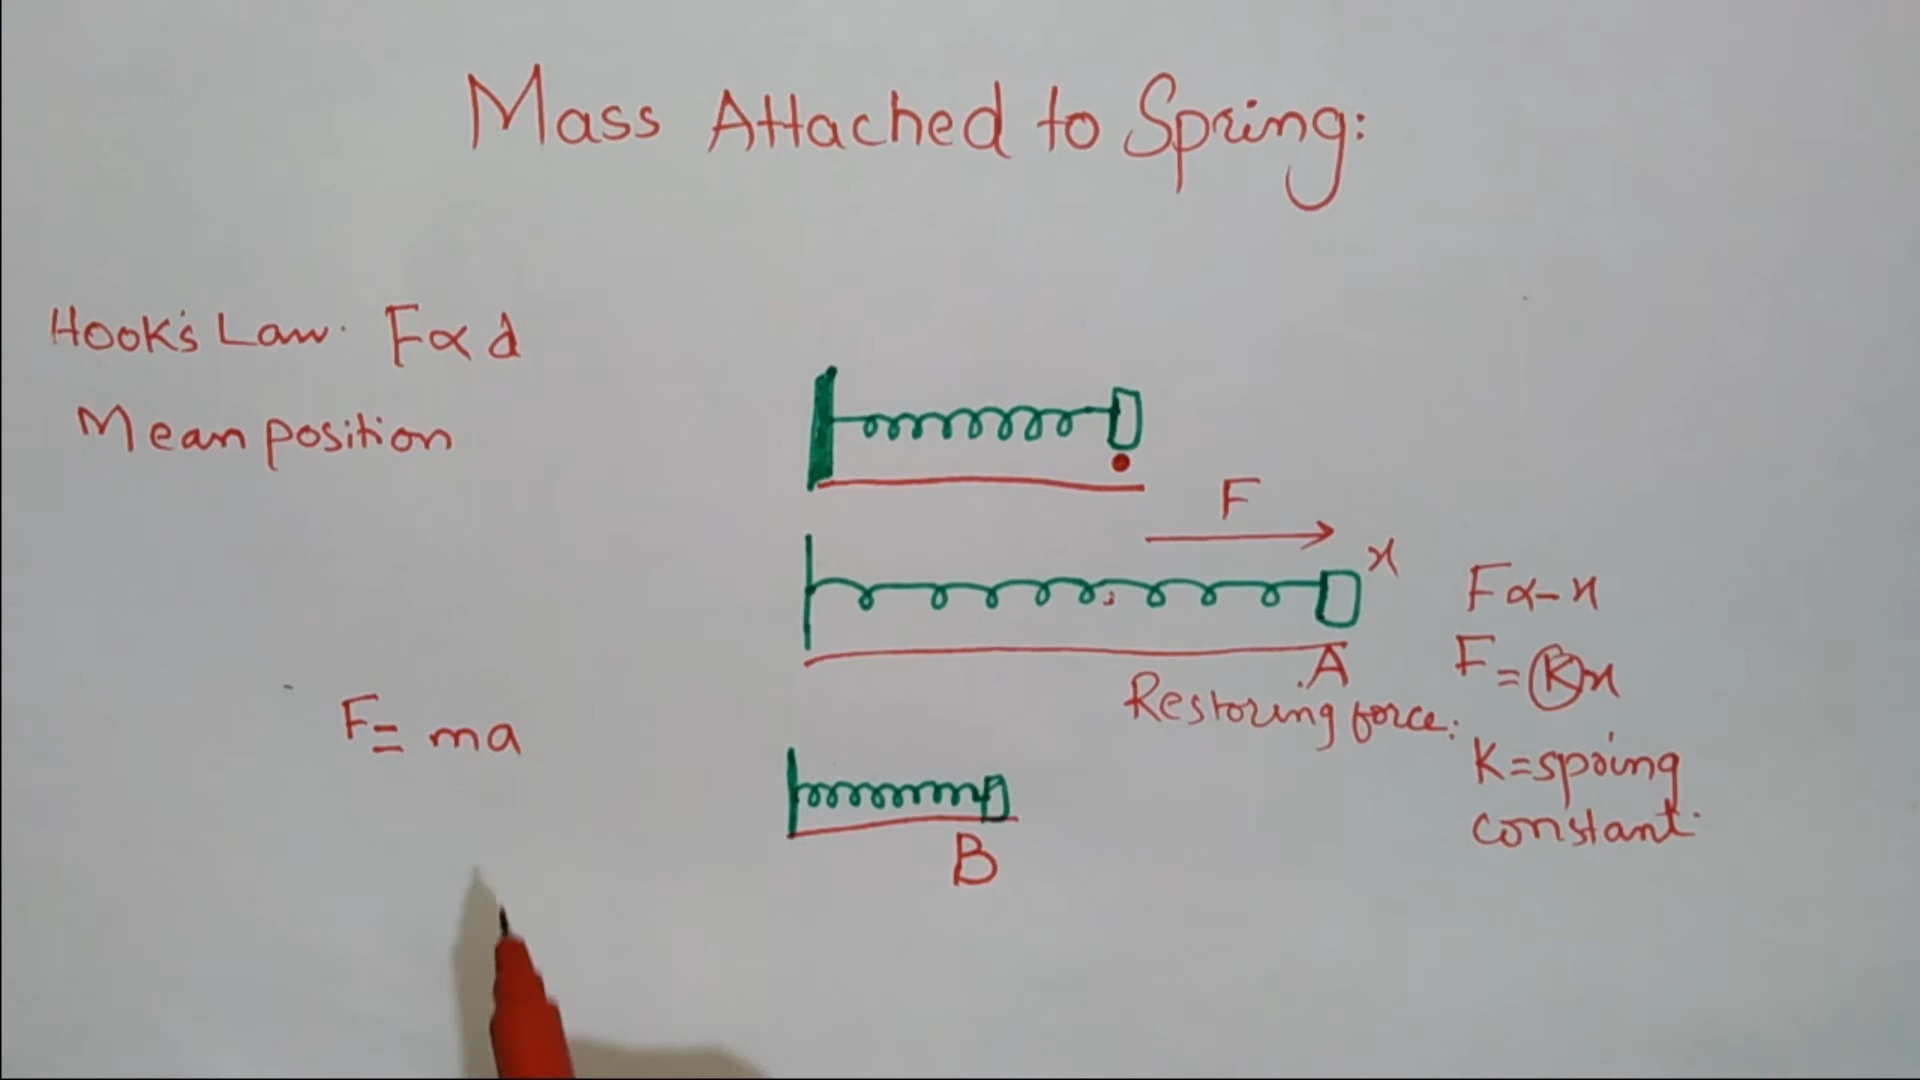 Mass Attached to Spring:
Hook's Law. F∝d
Mean position
F
x
F∝-x
F=Kx
A
Restoring force:
F= ma
K=spring
constant.
B